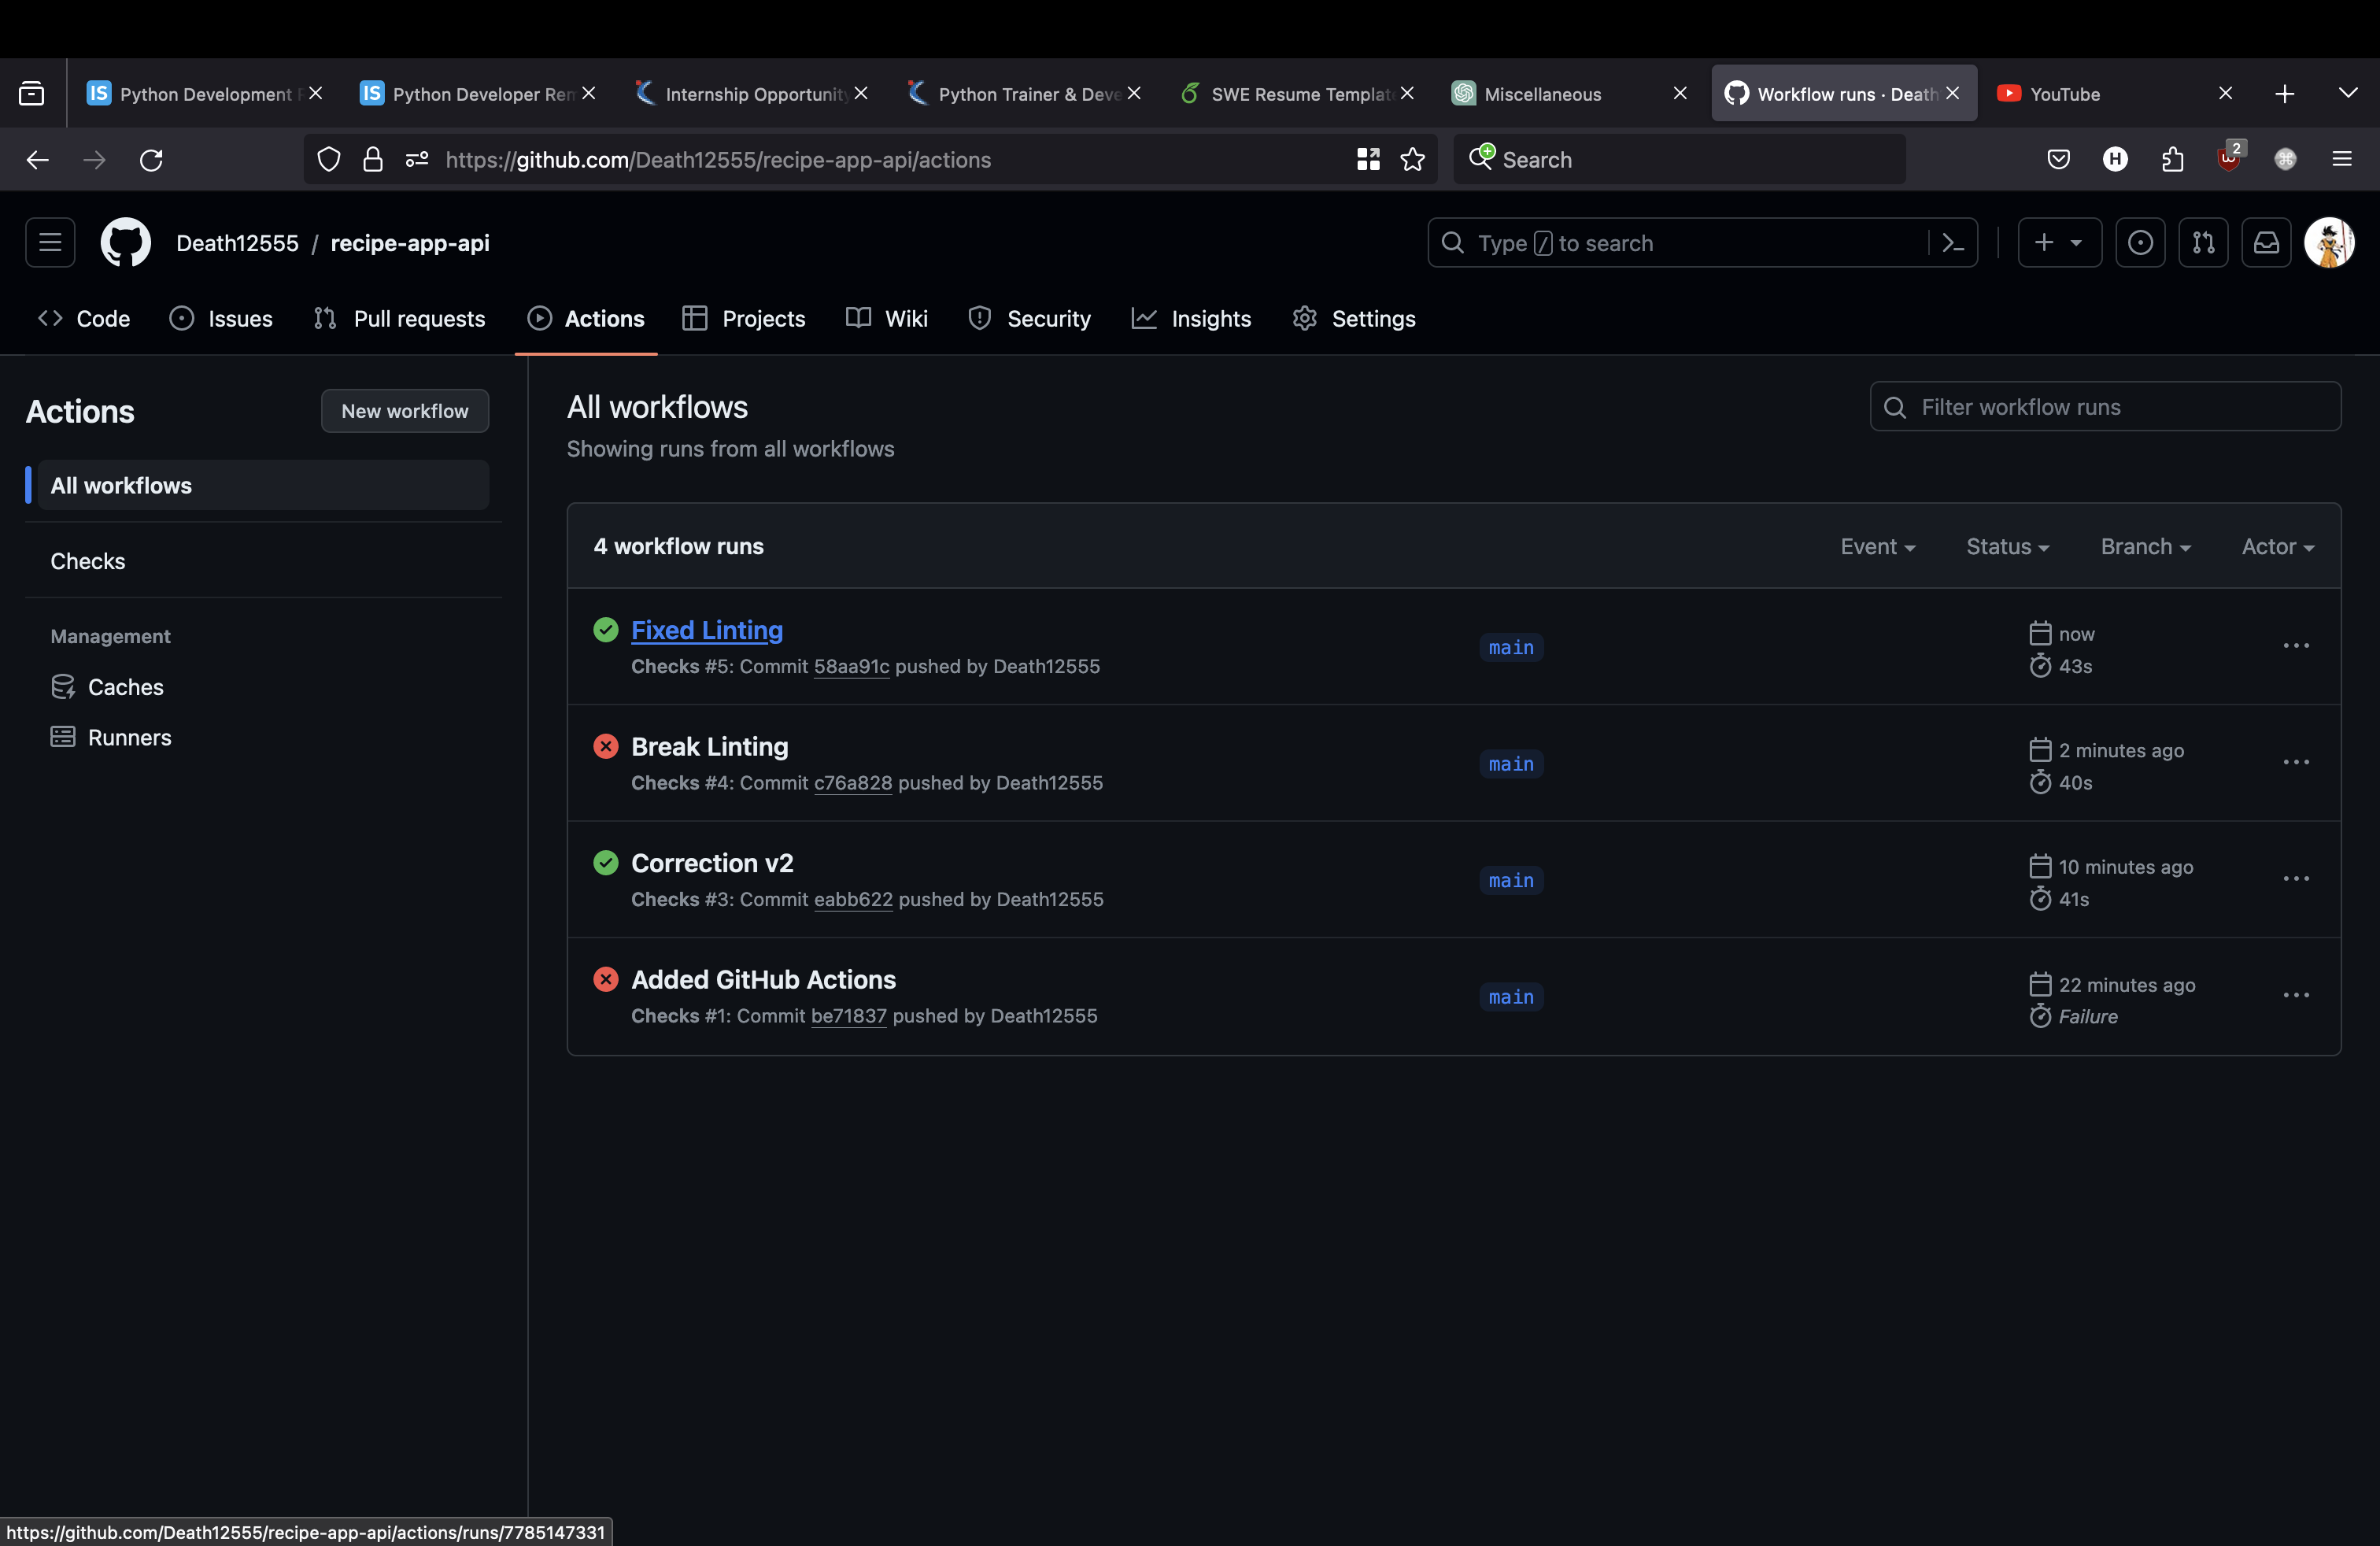 Python Development
Python Developer Rem
Internship Opportunity
Python Trainer & Deve
SWE Resume Templat
Miscellaneous
Workflow runs · Death
YouTube
https://github.com/Death12555/recipe-app-api/actions
Search
2
Death12555 / recipe-app-api
Type / to search
Code
Issues
Pull requests
Actions
Projects
Wiki
Security
Insights
Settings
Actions
New workflow
All workflows
Checks
Management
Caches
Runners
All workflows
Showing runs from all workflows
Filter workflow runs
4 workflow runs
Event
Status
Branch
Actor
Fixed Linting
Checks #5: Commit 58aa91c pushed by Death12555
main
now
43s
Break Linting
Checks #4: Commit c76a828 pushed by Death12555
main
2 minutes ago
40s
Correction v2
Checks #3: Commit eabb622 pushed by Death12555
main
10 minutes ago
41s
Added GitHub Actions
Checks #1: Commit be71837 pushed by Death12555
main
22 minutes ago
Failure
https://github.com/Death12555/recipe-app-api/actions/runs/7785147331